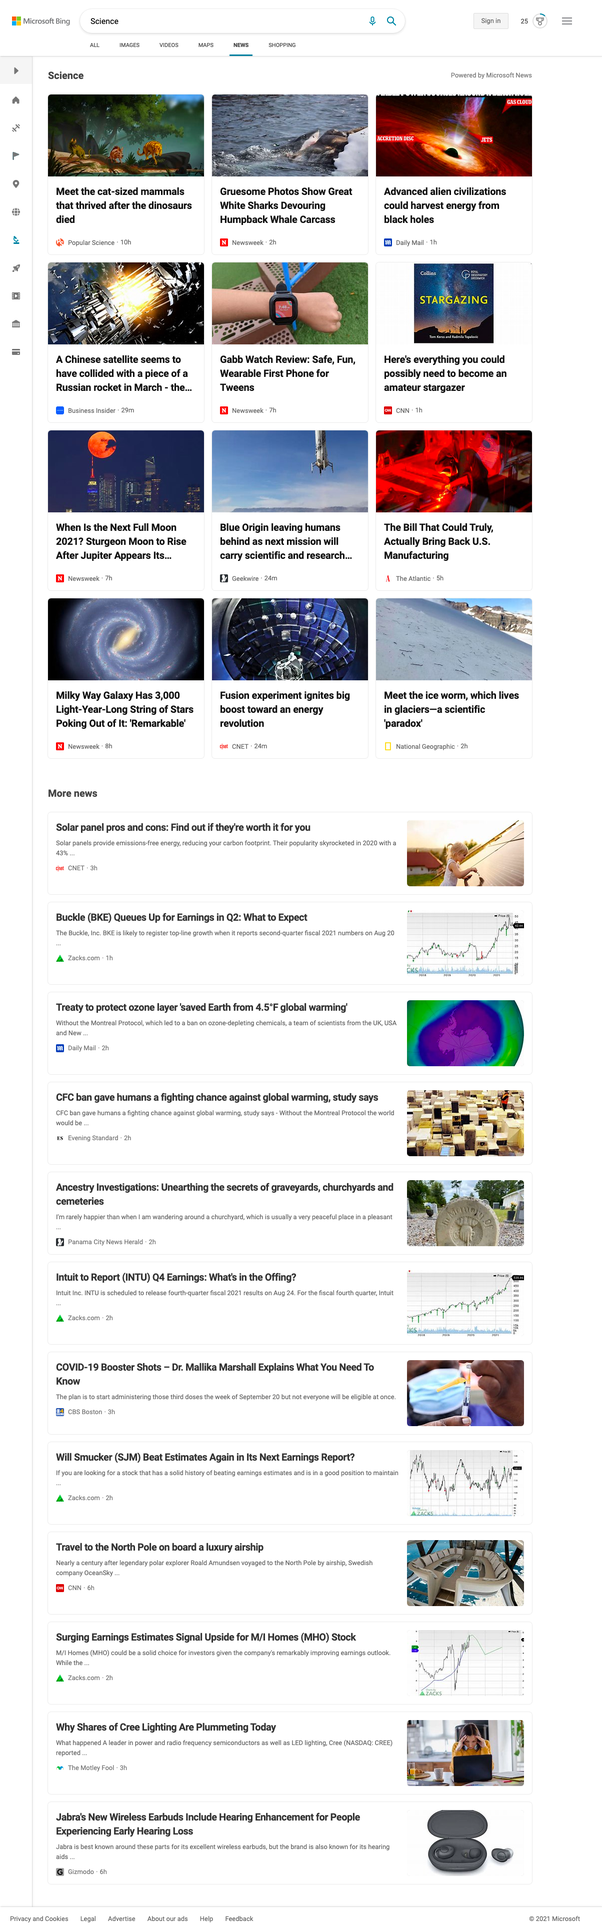 Microsoft Bing
Science
Sign in
25
ALL
IMAGES
VIDEOS
MAPS
NEWS
SHOPPING
Science
Powered by Microsoft News
GAS CLOUD
ACCRETION DISC
JETS
Meet the cat-sized mammals
that thrived after the dinosaurs
died
Popular Science · 10h
Gruesome Photos Show Great
White Sharks Devouring
Humpback Whale Carcass
Newsweek · 2h
Advanced alien civilizations
could harvest energy from
black holes
Daily Mail · 1h
Collins
STARGAZING
A Chinese satellite seems to
have collided with a piece of a
Russian rocket in March - the...
Business Insider · 29m
Gabb Watch Review: Safe, Fun,
Wearable First Phone for
Tweens
Newsweek · 7h
Here's everything you could
possibly need to become an
amateur stargazer
CNN · 1h
When Is the Next Full Moon
2021? Sturgeon Moon to Rise
After Jupiter Appears Its...
Newsweek · 7h
Blue Origin leaving humans
behind as next mission will
carry scientific and research...
Geekwire · 24m
The Bill That Could Truly,
Actually Bring Back U.S.
Manufacturing
The Atlantic · 5h
Milky Way Galaxy Has 3,000
Light-Year-Long String of Stars
Poking Out of It: 'Remarkable'
Newsweek · 8h
Fusion experiment ignites big
boost toward an energy
revolution
CNET · 24m
Meet the ice worm, which lives
in glaciers—a scientific
'paradox'
National Geographic · 2h
More news
Solar panel pros and cons: Find out if they're worth it for you
Solar panels provide emissions-free energy, reducing your carbon footprint. Their popularity skyrocketed in 2020 with a
43% ...
CNET · 3h
Buckle (BKE) Queues Up for Earnings in Q2: What to Expect
The Buckle, Inc. BKE is likely to register top-line growth when it reports second-quarter fiscal 2021 numbers on Aug 20
...
Zacks.com · 1h
Treaty to protect ozone layer 'saved Earth from 4.5°F global warming'
Without the Montreal Protocol, which led to a ban on ozone-depleting chemicals, a team of scientists from the UK, USA
and New ...
Daily Mail · 2h
CFC ban gave humans a fighting chance against global warming, study says
CFC ban gave humans a fighting chance against global warming, study says - Without the Montreal Protocol the world
would be ...
ES Evening Standard · 2h
Ancestry Investigations: Unearthing the secrets of graveyards, churchyards and
cemeteries
I'm rarely happier than when I am wandering around a churchyard, which is usually a very peaceful place in a pleasant
...
Panama City News Herald · 2h
Intuit to Report (INTU) Q4 Earnings: What's in the Offing?
Intuit Inc. INTU is scheduled to release fourth-quarter fiscal 2021 results on Aug 24. For the fiscal fourth quarter, Intuit
...
Zacks.com · 2h
COVID-19 Booster Shots – Dr. Mallika Marshall Explains What You Need To
Know
The plan is to start administering those third doses the week of September 20 but not everyone will be eligible at once.
CBS Boston · 3h
Will Smucker (SJM) Beat Estimates Again in Its Next Earnings Report?
If you are looking for a stock that has a solid history of beating earnings estimates and is in a good position to maintain
...
Zacks.com · 2h
ZACKS
Travel to the North Pole on board a luxury airship
Nearly a century after legendary polar explorer Roald Amundsen voyaged to the North Pole by airship, Swedish
company OceanSky ...
CNN · 6h
Surging Earnings Estimates Signal Upside for M/I Homes (MHO) Stock
M/I Homes (MHO) could be a solid choice for investors given the company's remarkably improving earnings outlook.
While the ...
Zacks.com · 2h
ZACKS
Why Shares of Cree Lighting Are Plummeting Today
What happened A leader in power and radio frequency semiconductors as well as LED lighting, Cree (NASDAQ: CREE)
reported ...
The Motley Fool · 3h
Jabra's New Wireless Earbuds Include Hearing Enhancement for People
Experiencing Early Hearing Loss
Jabra is best known around these parts for its excellent wireless earbuds, but the brand is also known for its hearing
aids ...
Gizmodo · 6h
Privacy and Cookies
Legal
Advertise
About our ads
Help
Feedback
© 2021 Microsoft